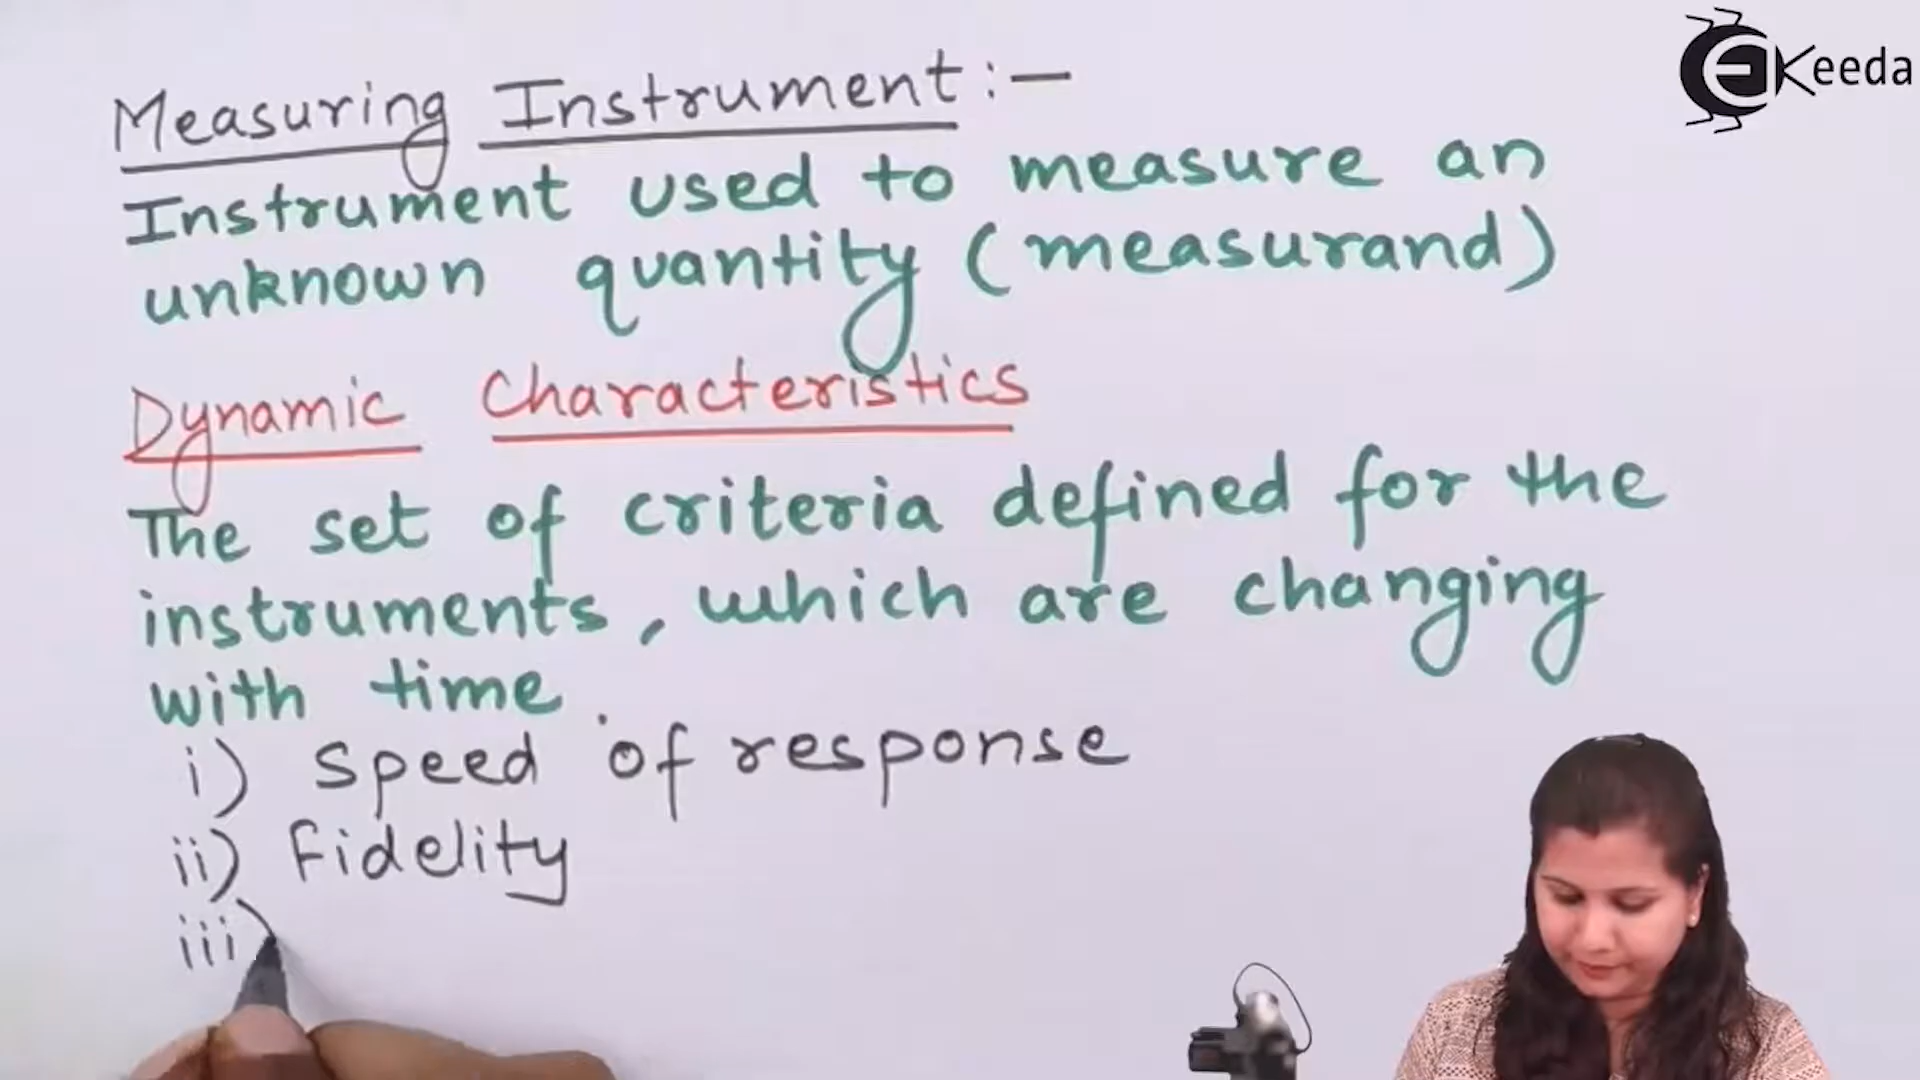 EKeeda
Measuring Instrument:-
Instrument used to measure an
unknown quantity (measurand)
Dynamic Characteristics
The set of criteria defined for the
instruments, which are changing
with time
i) Speed of response
ii) Fidelity
iii)